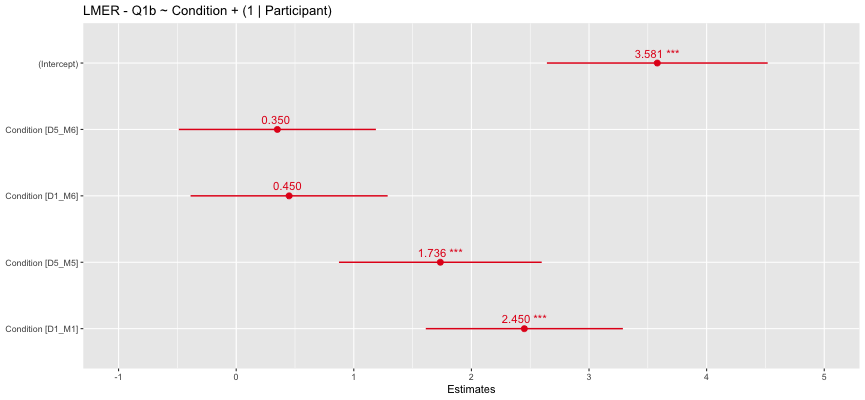 LMER - Q1b ~ Condition + (1 | Participant)
(Intercept)
3.581 ***
Condition [D5_M6]
0.350
Condition [D1_M6]
0.450
Condition [D5_M5]
1.736 ***
Condition [D1_M1]
2.450 ***
-1 0 1 2 3 4 5
Estimates